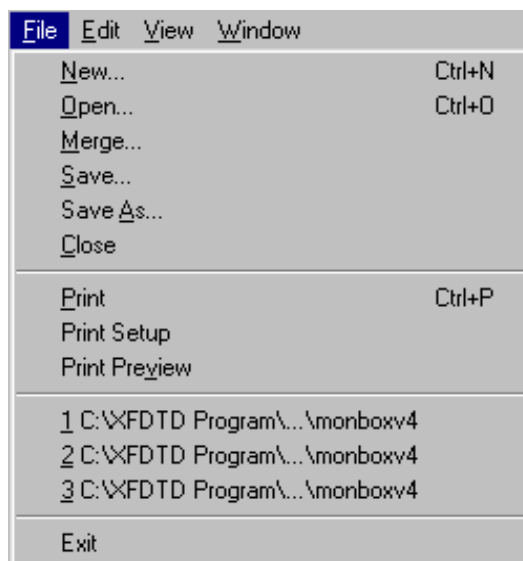 File Edit View Window
New... Ctrl+N
Open... Ctrl+O
Merge...
Save...
Save As...
Close
Print Ctrl+P
Print Setup
Print Preview
1 C:\XFDTD Program\...\monboxv4
2 C:\XFDTD Program\...\monboxv4
3 C:\XFDTD Program\...\monboxv4
Exit